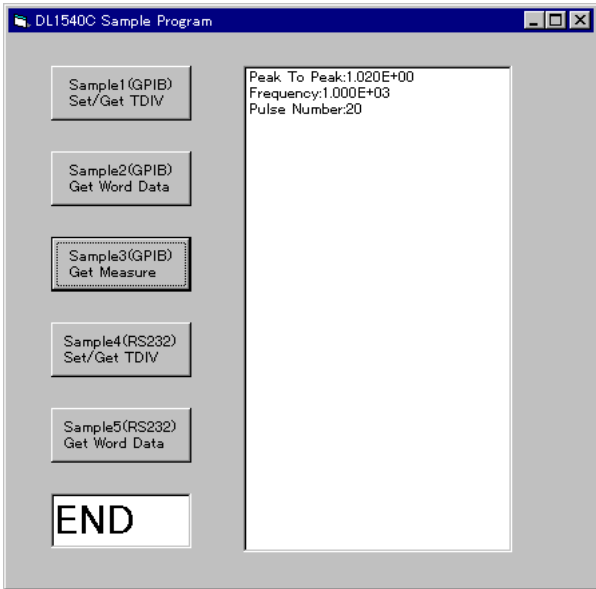 DL1540C Sample Program
Sample1(GPIB)
Set/Get TDIV
Sample2(GPIB)
Get Word Data
Sample3(GPIB)
Get Measure
Sample4(RS232)
Set/Get TDIV
Sample5(RS232)
Get Word Data
END
Peak To Peak:1.020E+00
Frequency:1.000E+03
Pulse Number:20